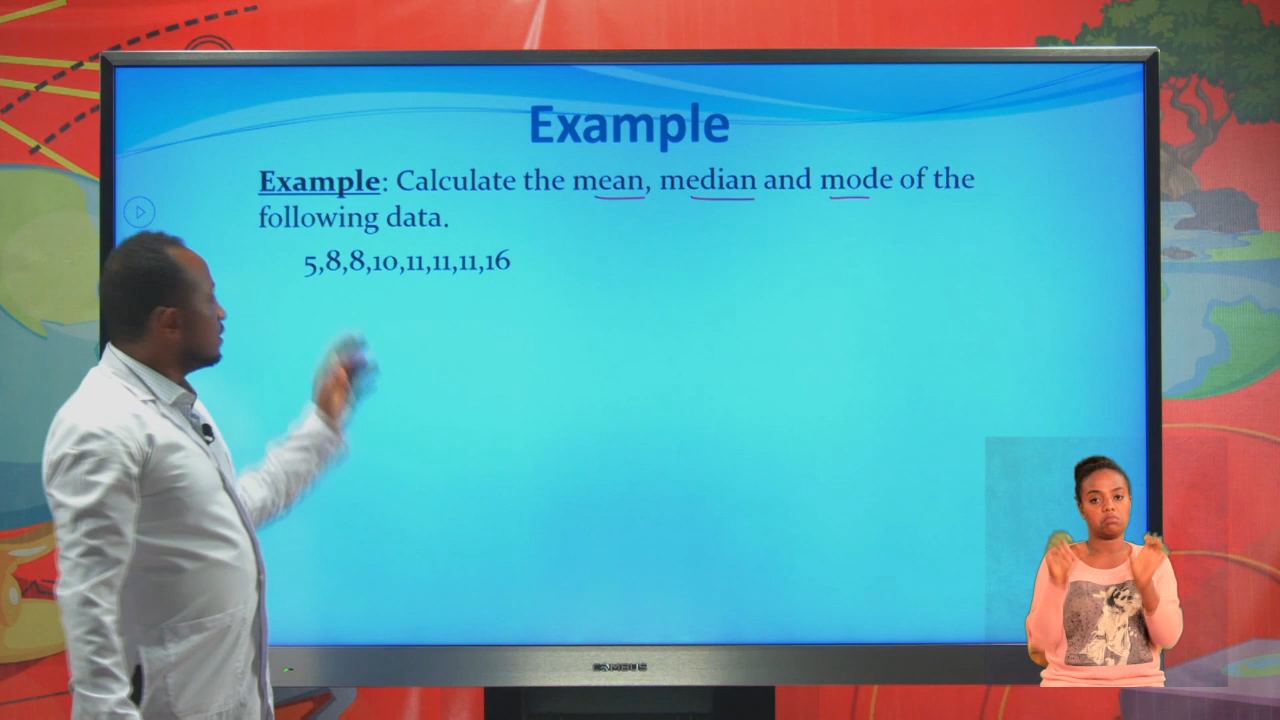 Example
Example: Calculate the mean, median and mode of the
following data.
5,8,8,10,11,11,11,16